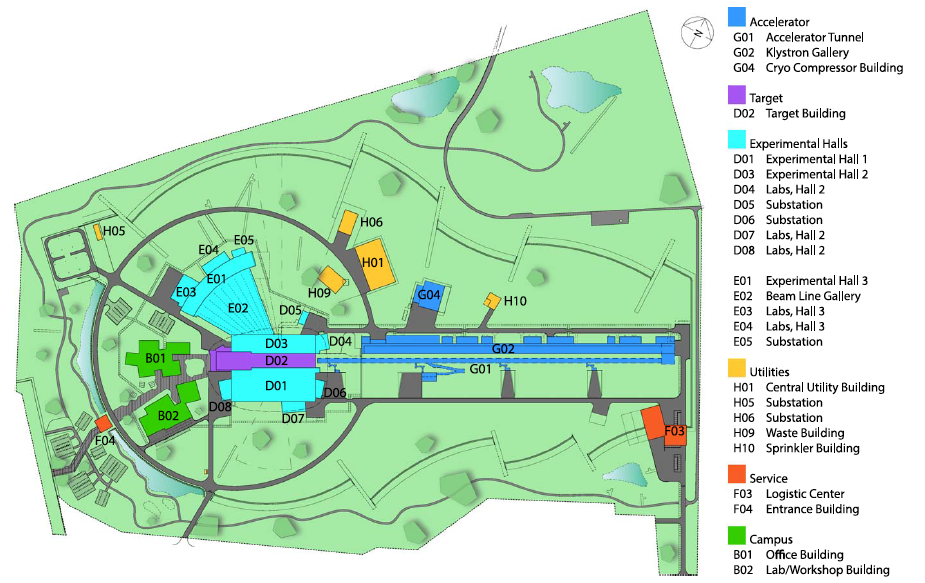 N
Accelerator
G01 Accelerator Tunnel
G02 Klystron Gallery
G04 Cryo Compressor Building
Target
D02 Target Building
Experimental Halls
D01 Experimental Hall 1
D03 Experimental Hall 2
D04 Labs, Hall 2
D05 Substation
D06 Substation
D07 Labs, Hall 2
D08 Labs, Hall 2
E01 Experimental Hall 3
E02 Beam Line Gallery
E03 Labs, Hall 3
E04 Labs, Hall 3
E05 Substation
Utilities
H01 Central Utility Building
H05 Substation
H06 Substation
H09 Waste Building
H10 Sprinkler Building
Service
F03 Logistic Center
F04 Entrance Building
Campus
B01 Office Building
B02 Lab/Workshop Building
H06
H05
E05
E04
H01
E01
E03
H09
G04
H10
E02
D05
D03
D04
G02
B01
D02
G01
D01
D06
D08
B02
D07
F04
F03